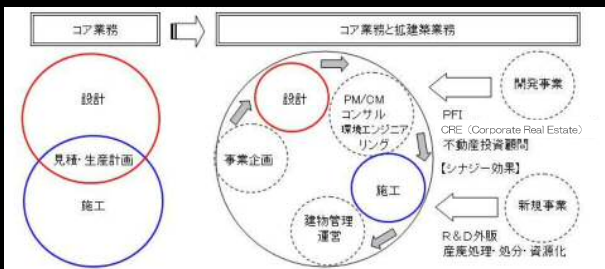 コア業務
コア業務と拡建築業務
設計
見積・生産計画
施工
設計
PM/CM
コンサル
環境エンジニア
リング
事業企画
施工
建物管理
運営
開発事業
PFI
CRE（Corporate Real Estate）
不動産投資顧問
【シナジー効果】
新規事業
R＆D外販
産廃処理・処分・資源化